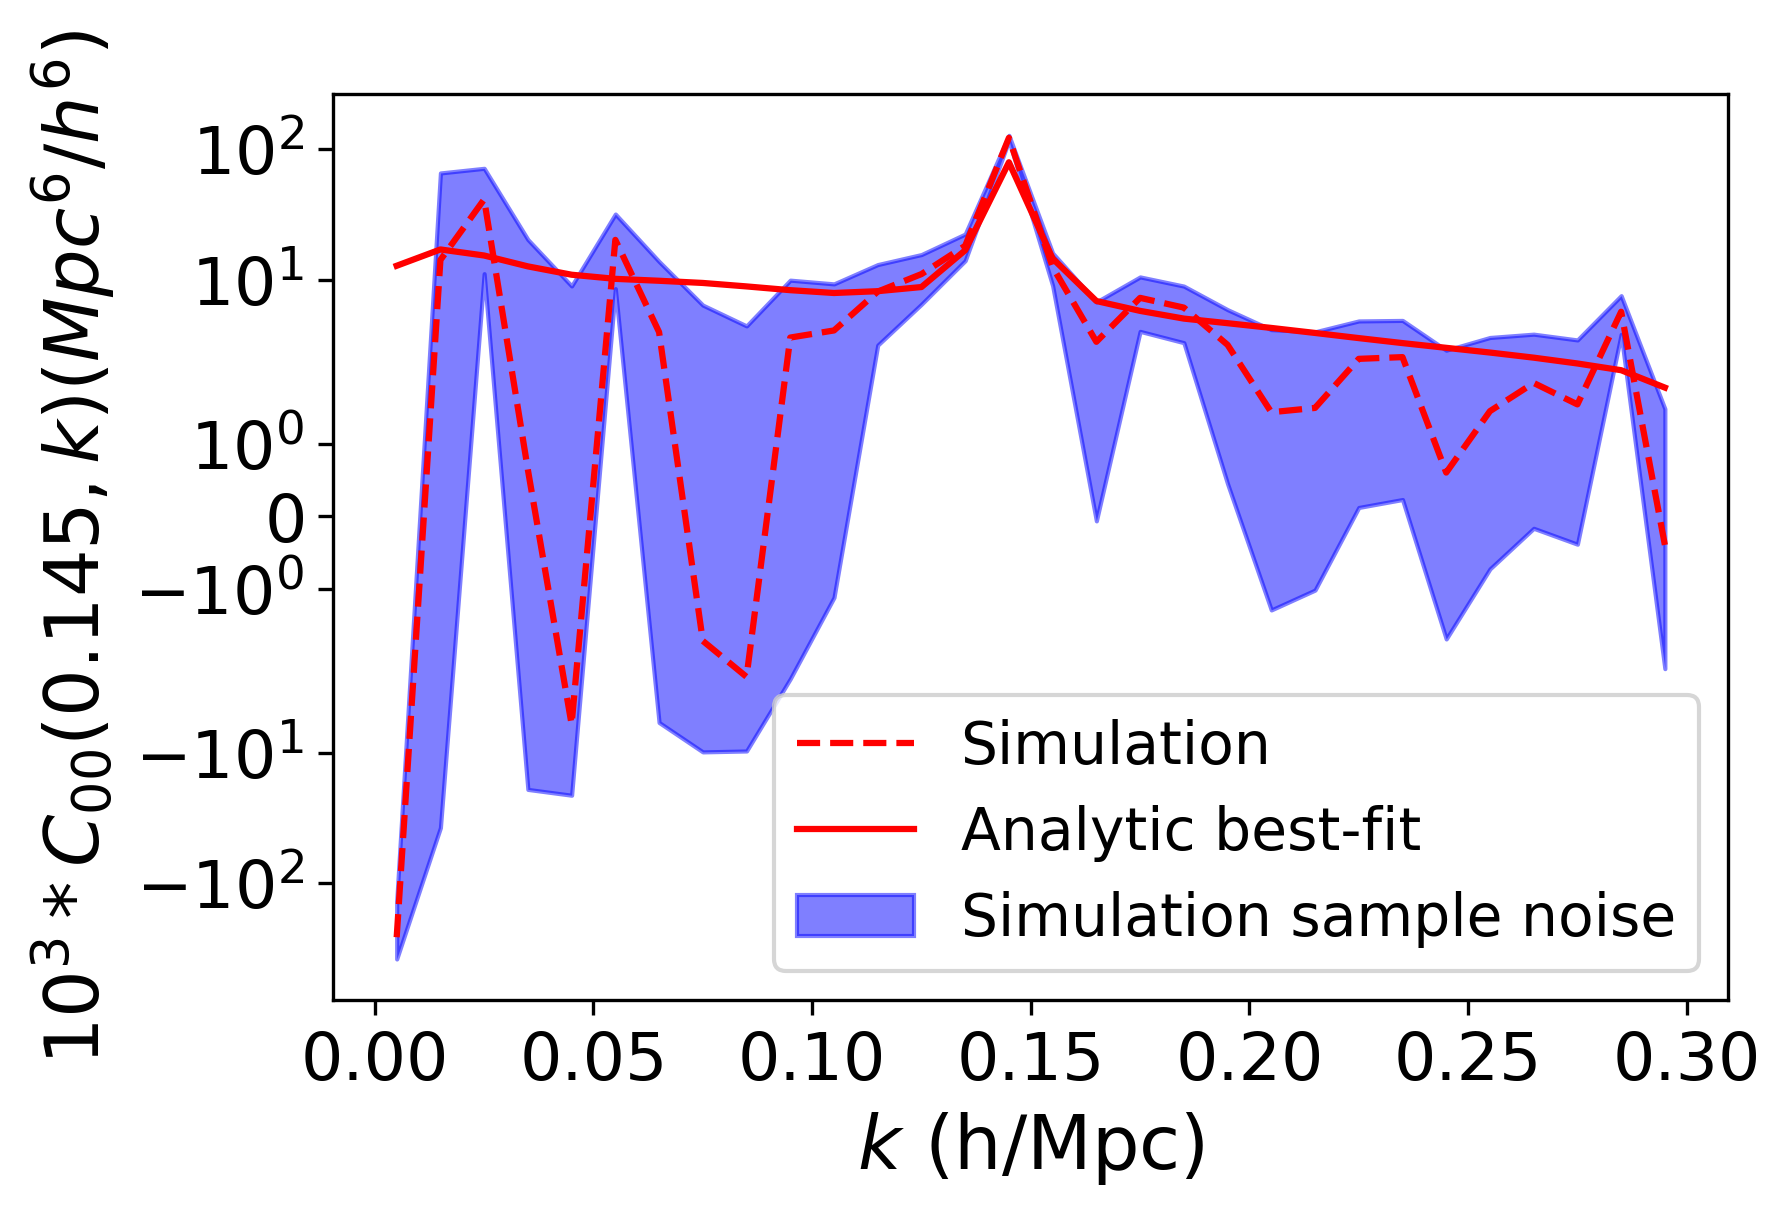 10³ * C₀₀(0.145, k)(Mpc⁶/h⁶)
10²
10¹
10⁰
0
−10⁰
−10¹
−10²
Simulation
Analytic best-fit
Simulation sample noise
0.00 0.05 0.10 0.15 0.20 0.25 0.30
k (h/Mpc)